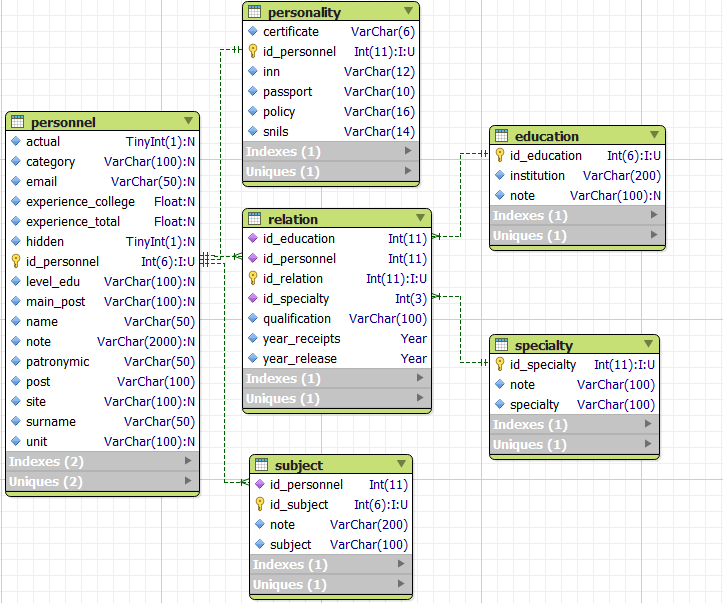 personality
certificate VarChar(6)
id_personnel Int(11):I:U
inn VarChar(12)
passport VarChar(10)
policy VarChar(16)
snils VarChar(14)
Indexes (1)
Uniques (1)
personnel
actual TinyInt(1):N
category VarChar(100):N
email VarChar(50):N
experience_college Float:N
experience_total Float:N
hidden TinyInt(1):N
id_personnel Int(6):I:U
level_edu VarChar(100):N
main_post VarChar(100):N
name VarChar(50)
note VarChar(2000):N
patronymic VarChar(50)
post VarChar(100)
site VarChar(100):N
surname VarChar(50)
unit VarChar(100):N
Indexes (2)
Uniques (2)
relation
id_education Int(11)
id_personnel Int(11)
id_relation Int(11):I:U
id_specialty Int(3)
qualification VarChar(100)
year_receipts Year
year_release Year
Indexes (1)
Uniques (1)
education
id_education Int(6):I:U
institution VarChar(200)
note VarChar(100):N
Indexes (1)
Uniques (1)
specialty
id_specialty Int(11):I:U
note VarChar(100)
specialty VarChar(100)
Indexes (1)
Uniques (1)
subject
id_personnel Int(11)
id_subject Int(6):I:U
note VarChar(200)
subject VarChar(100)
Indexes (1)
Uniques (1)